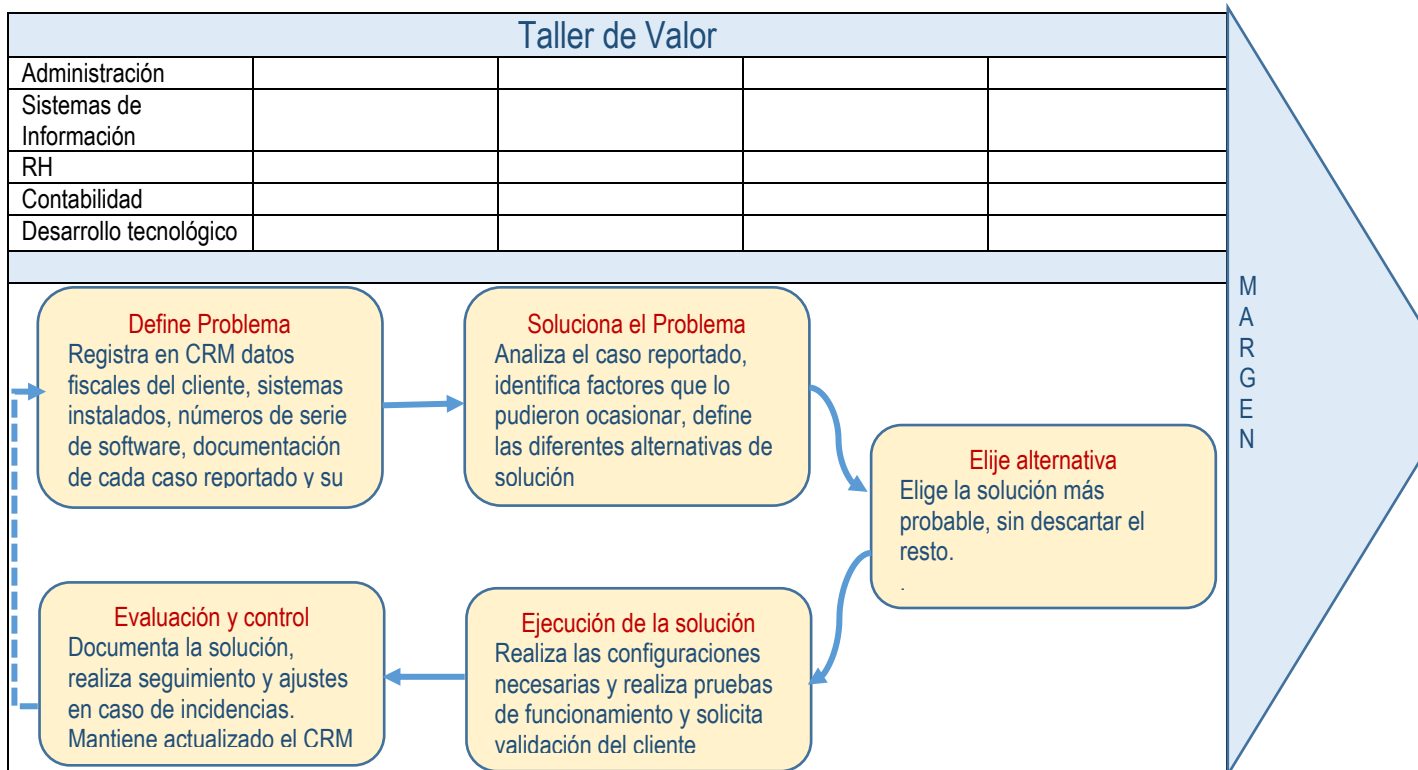 Taller de Valor
Administración
Sistemas de
Información
RH
Contabilidad
Desarrollo tecnológico
M
A
R
G
E
N
Define Problema
Registra en CRM datos
fiscales del cliente, sistemas
instalados, números de serie
de software, documentación
de cada caso reportado y su
Soluciona el Problema
Analiza el caso reportado,
identifica factores que lo
pudieron ocasionar, define
las diferentes alternativas de
solución
Elije alternativa
Elige la solución más
probable, sin descartar el
resto.
.
Evaluación y control
Documenta la solución,
realiza seguimiento y ajustes
en caso de incidencias.
Mantiene actualizado el CRM
Ejecución de la solución
Realiza las configuraciones
necesarias y realiza pruebas
de funcionamiento y solicita
validación del cliente